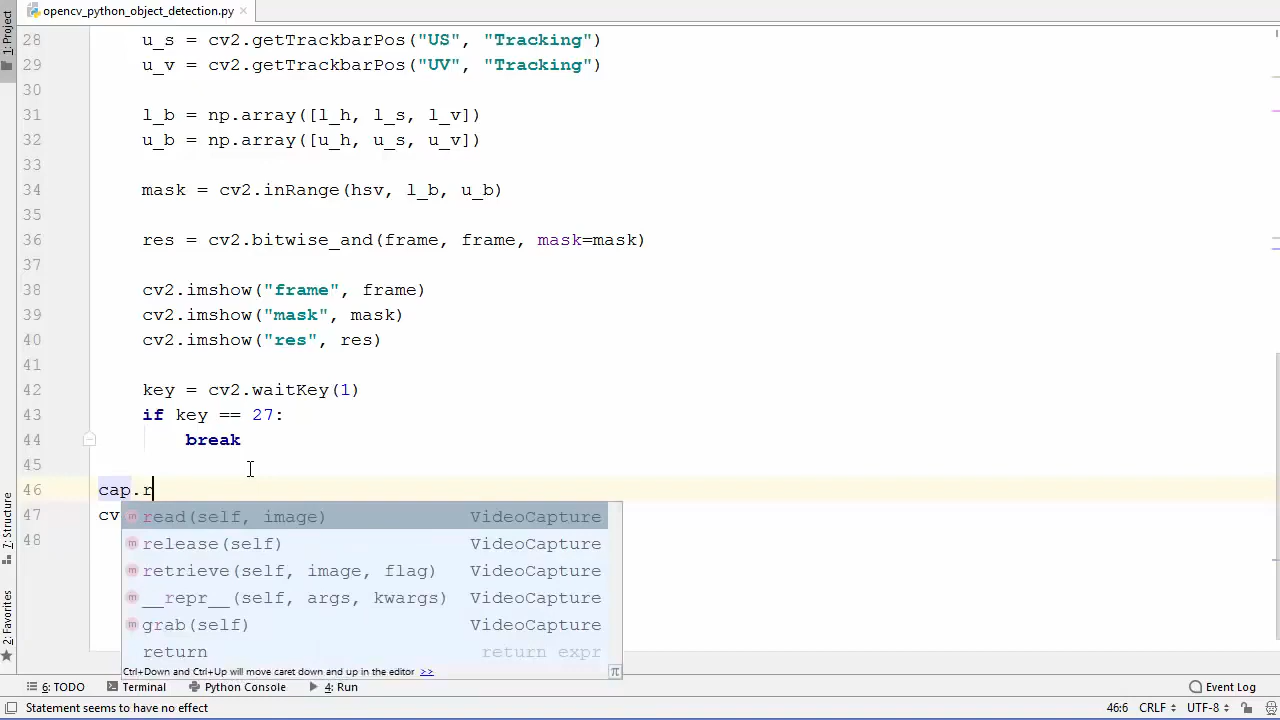 opencv_python_object_detection.py
1: Project
28 u_s = cv2.getTrackbarPos("US", "Tracking")
29 u_v = cv2.getTrackbarPos("UV", "Tracking")
30
31 l_b = np.array([l_h, l_s, l_v])
32 u_b = np.array([u_h, u_s, u_v])
33
34 mask = cv2.inRange(hsv, l_b, u_b)
35
36 res = cv2.bitwise_and(frame, frame, mask=mask)
37
38 cv2.imshow("frame", frame)
39 cv2.imshow("mask", mask)
40 cv2.imshow("res", res)
41
42 key = cv2.waitKey(1)
43 if key == 27:
44 break
45
46 cap.r
47 cv
48
read(self, image) VideoCapture
release(self) VideoCapture
retrieve(self, image, flag) VideoCapture
__repr__(self, args, kwargs) VideoCapture
grab(self) VideoCapture
return return expr
Ctrl+Down and Ctrl+Up will move caret down and up in the editor >> π
7: Structure
2: Favorites
6: TODO Terminal Python Console 4: Run Event Log
Statement seems to have no effect 46:6 CRLF UTF-8